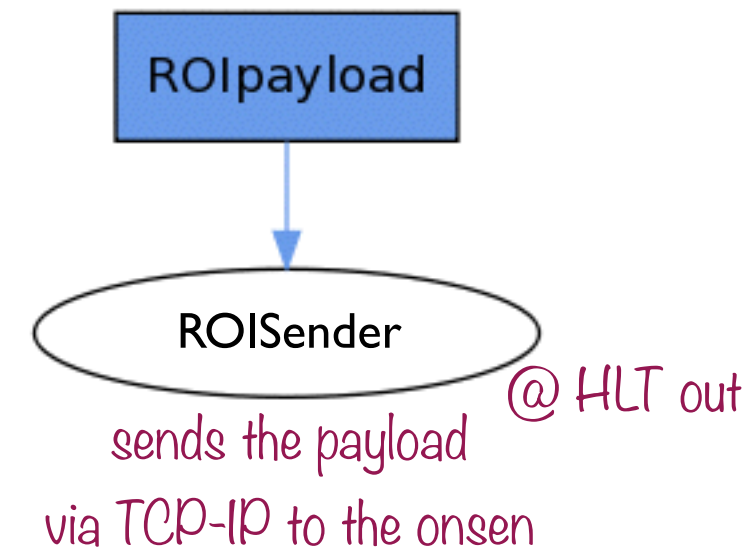 ROIpayload
ROISender
@ HLT out
sends the payload
via TCP-IP to the onsen